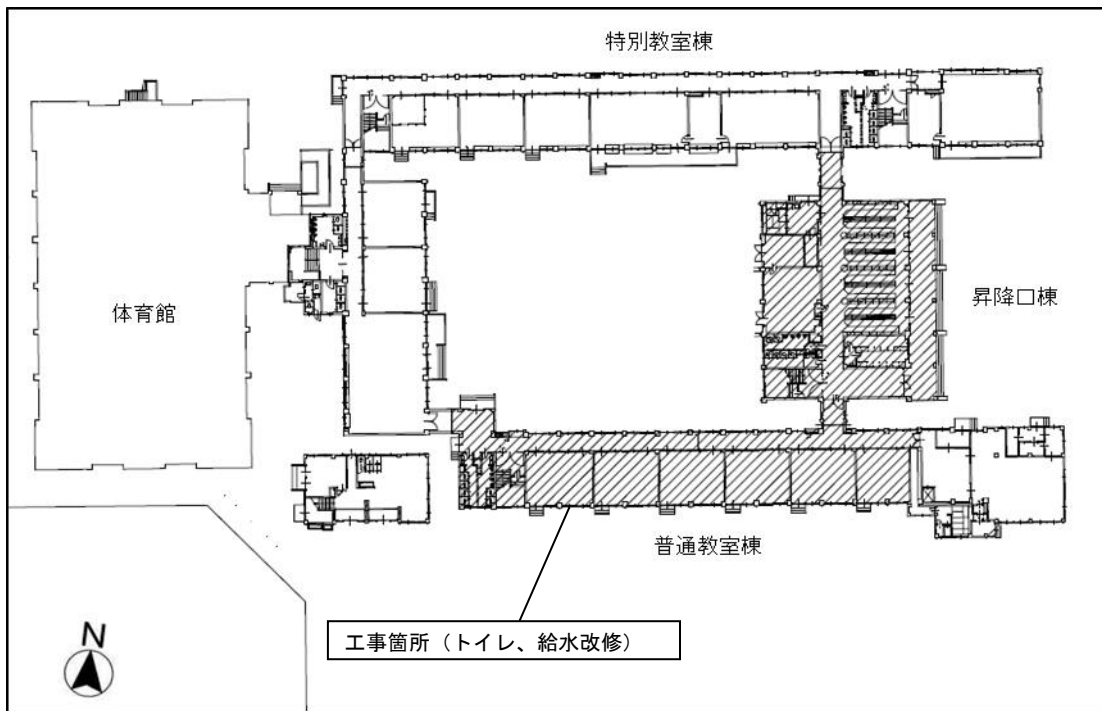 特別教室棟
体育館
昇降口棟
普通教室棟
工事箇所（トイレ、給水改修）
N